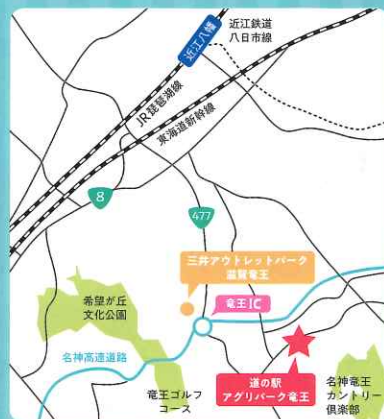 近江鉄道
八日市線
近江八幡
JR琵琶湖線
東海道新幹線
8
477
三井アウトレットパーク
滋賀竜王
竜王IC
希望が丘
文化公園
名神高速道路
竜王ゴルフ
コース
道の駅
アグリパーク竜王
名神竜王
カントリー
倶楽部